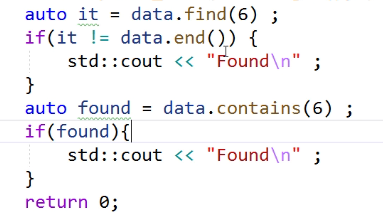 auto it = data.find(6) ;
if(it != data.end()) {
    std::cout << "Found\n" ;
}
auto found = data.contains(6) ;
if(found){
    std::cout << "Found\n" ;
}
return 0;